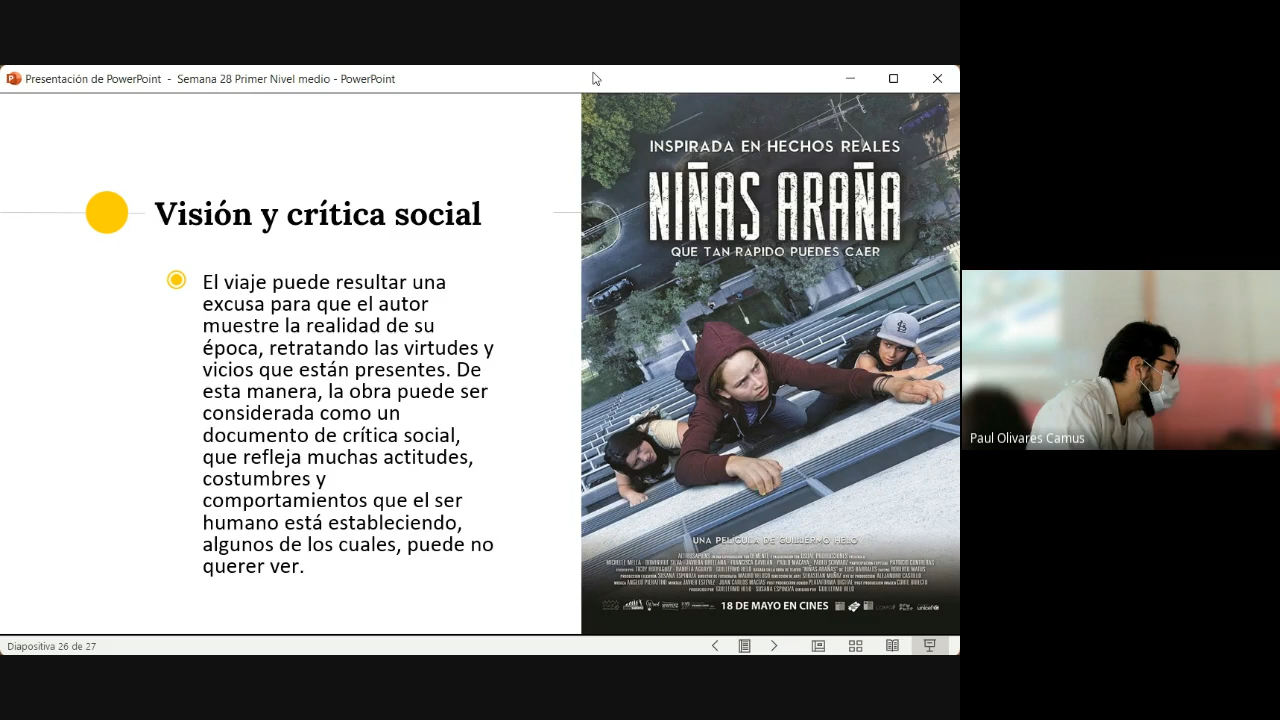 Presentación de PowerPoint - Semana 28 Primer Nivel medio - PowerPoint
Visión y crítica social
El viaje puede resultar una
excusa para que el autor
muestre la realidad de su
época, retratando las virtudes y
vicios que están presentes. De
esta manera, la obra puede ser
considerada como un
documento de crítica social,
que refleja muchas actitudes,
costumbres y
comportamientos que el ser
humano está estableciendo,
algunos de los cuales, puede no
querer ver.
INSPIRADA EN HECHOS REALES
NIÑAS ARAÑA
QUE TAN RÁPIDO PUEDES CAER
UNA PELÍCULA DE GUILLERMO HELO
18 DE MAYO EN CINES
unicef
Paul Olivares Camus
Diapositiva 26 de 27